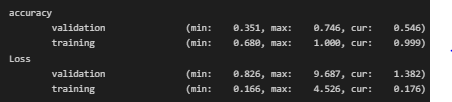 accuracy
validation (min: 0.351, max: 0.746, cur: 0.546)
training (min: 0.680, max: 1.000, cur: 0.999)
Loss
validation (min: 0.826, max: 9.687, cur: 1.382)
training (min: 0.166, max: 4.526, cur: 0.176)